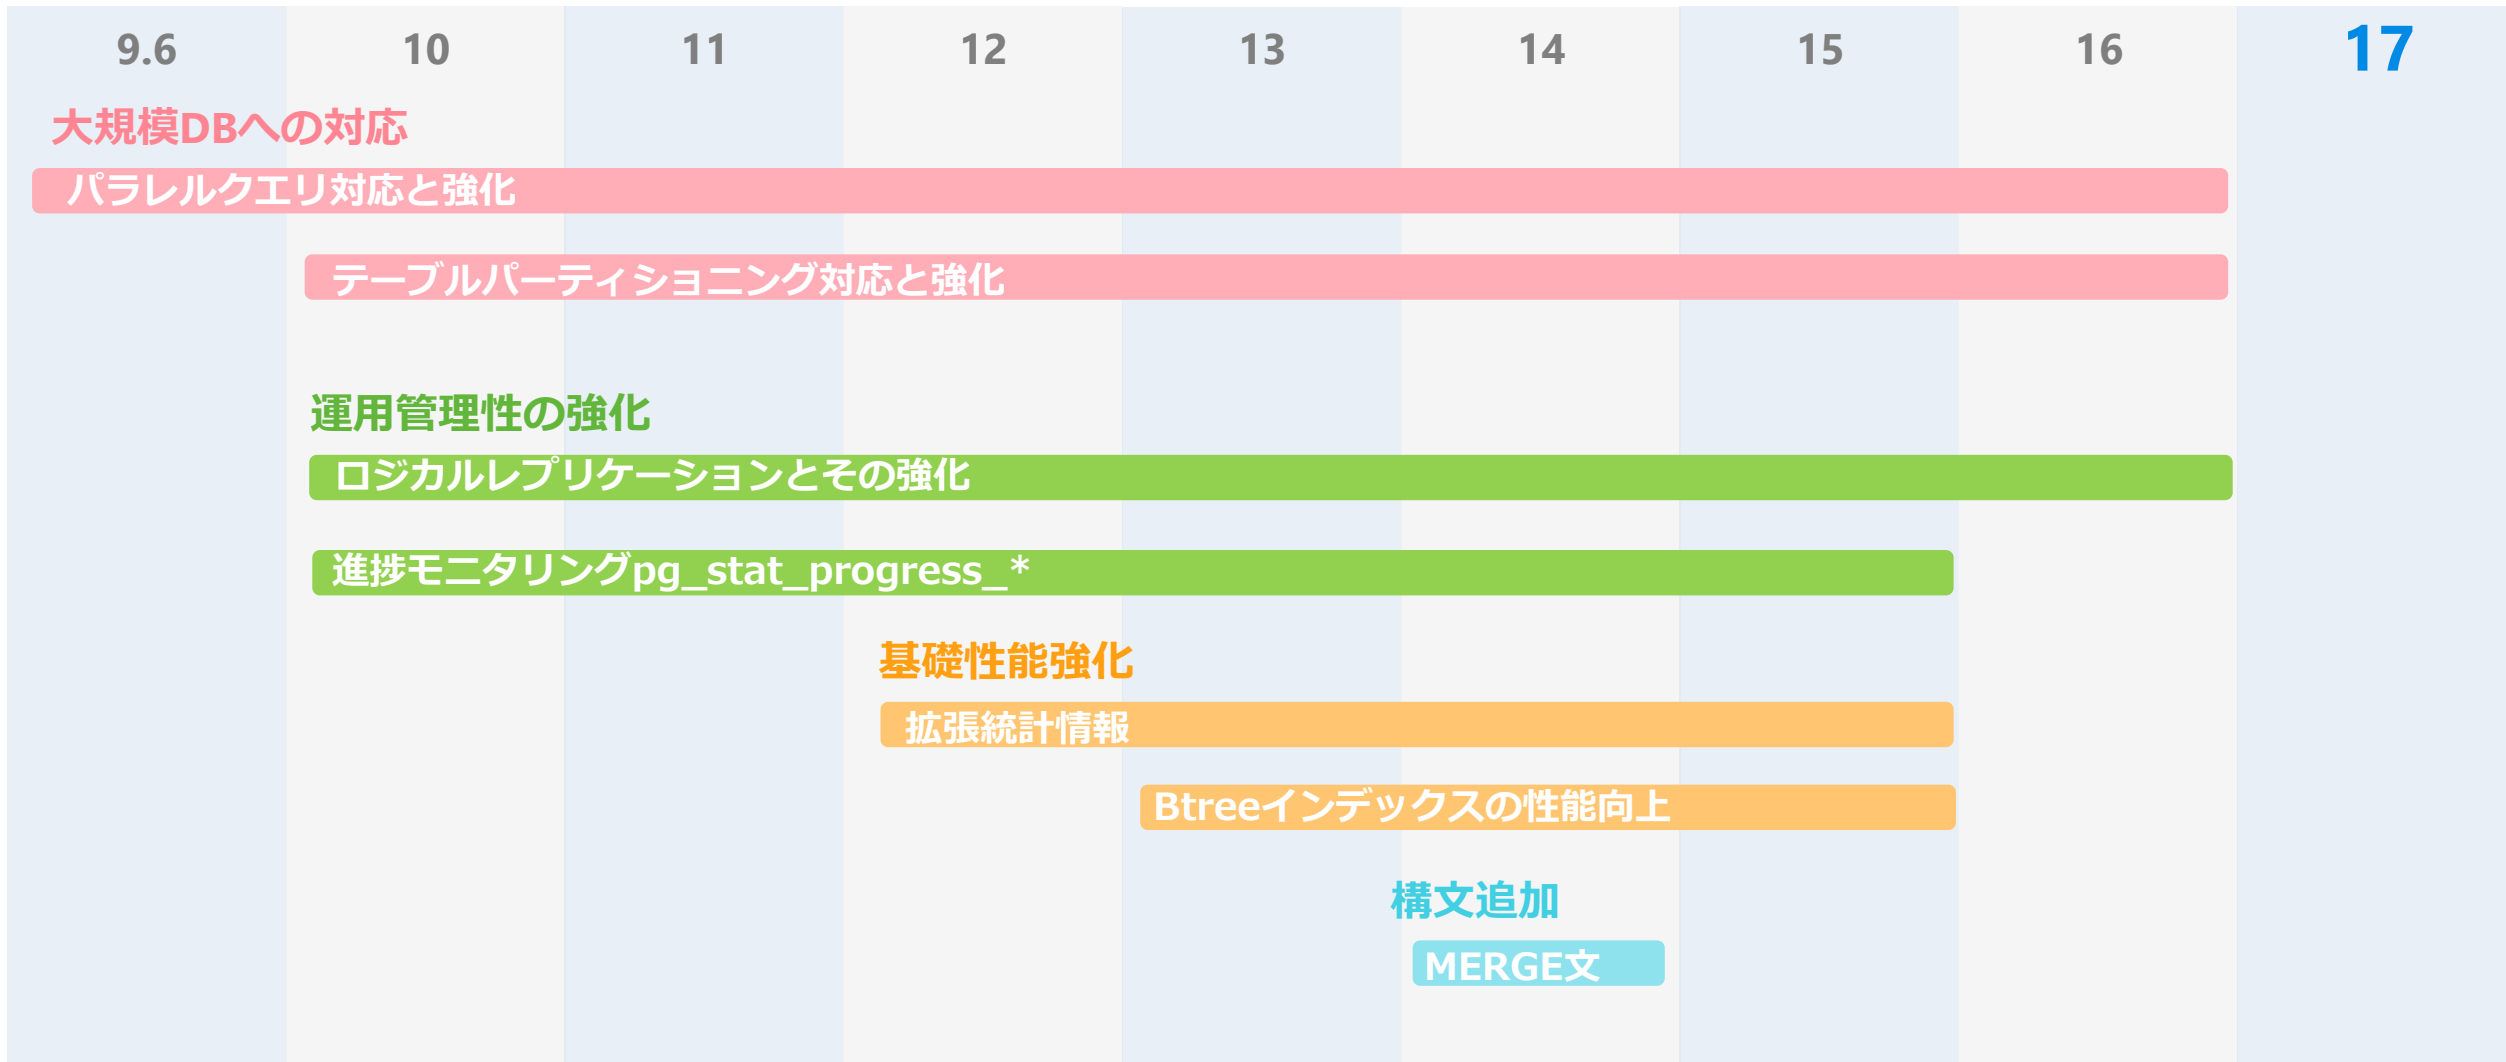 9.6 10 11 12 13 14 15 16 17
大規模DBへの対応
パラレルクエリ対応と強化
テーブルパーティショニング対応と強化
運用管理性の強化
ロジカルレプリケーションとその強化
進捗モニタリングpg_stat_progress_*
基礎性能強化
拡張統計情報
Btreeインデックスの性能向上
構文追加
MERGE文